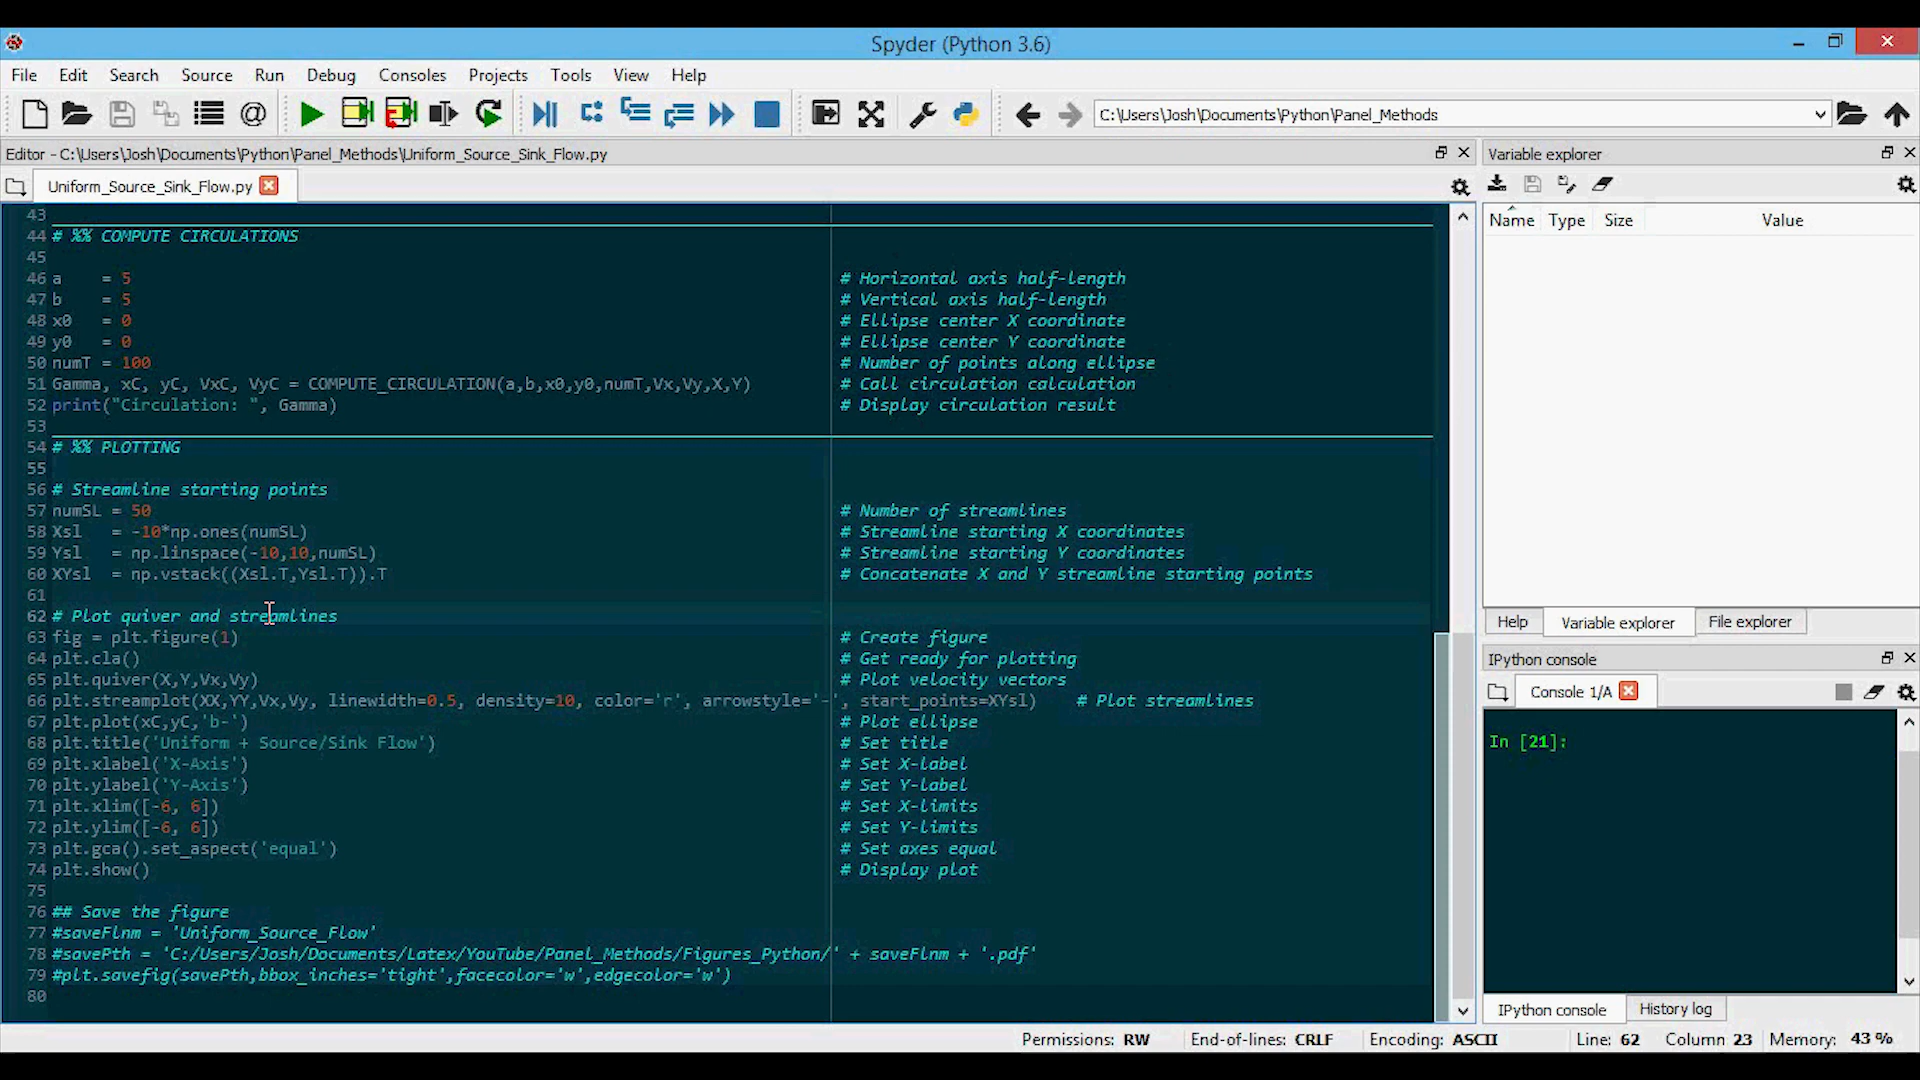 Spyder (Python 3.6)
File Edit Search Source Run Debug Consoles Projects Tools View Help
C:\Users\Josh\Documents\Python\Panel_Methods
Editor - C:\Users\Josh\Documents\Python\Panel_Methods\Uniform_Source_Sink_Flow.py
Uniform_Source_Sink_Flow.py
43
44 # %% COMPUTE CIRCULATIONS
45
46 a    = 5 # Horizontal axis half-length
47 b    = 5 # Vertical axis half-length
48 x0   = 0 # Ellipse center X coordinate
49 y0   = 0 # Ellipse center Y coordinate
50 numT = 100 # Number of points along ellipse
51 Gamma, xC, yC, VxC, VyC = COMPUTE_CIRCULATION(a,b,x0,y0,numT,Vx,Vy,X,Y) # Call circulation calculation
52 print("Circulation: ", Gamma) # Display circulation result
53
54 # %% PLOTTING
55
56 # Streamline starting points
57 numSL = 50 # Number of streamlines
58 Xsl   = -10*np.ones(numSL) # Streamline starting X coordinates
59 Ysl   = np.linspace(-10,10,numSL) # Streamline starting Y coordinates
60 XYsl  = np.vstack((Xsl.T,Ysl.T)).T # Concatenate X and Y streamline starting points
61
62 # Plot quiver and streamlines
63 fig = plt.figure(1) # Create figure
64 plt.cla() # Get ready for plotting
65 plt.quiver(X,Y,Vx,Vy) # Plot velocity vectors
66 plt.streamplot(XX,YY,Vx,Vy, linewidth=0.5, density=10, color='r', arrowstyle='-', start_points=XYsl)    # Plot streamlines
67 plt.plot(xC,yC,'b-') # Plot ellipse
68 plt.title('Uniform + Source/Sink Flow') # Set title
69 plt.xlabel('X-Axis') # Set X-label
70 plt.ylabel('Y-Axis') # Set Y-label
71 plt.xlim([-6, 6]) # Set X-limits
72 plt.ylim([-6, 6]) # Set Y-limits
73 plt.gca().set_aspect('equal') # Set axes equal
74 plt.show() # Display plot
75
76 ## Save the figure
77 #saveFlnm = 'Uniform_Source_Flow'
78 #savePth = 'C:/Users/Josh/Documents/Latex/YouTube/Panel_Methods/Figures_Python/' + saveFlnm + '.pdf'
79 #plt.savefig(savePth,bbox_inches='tight',facecolor='w',edgecolor='w')
80
Variable explorer
Name Type Size Value
Help Variable explorer File explorer
IPython console
Console 1/A
In [21]:
IPython console History log
Permissions: RW End-of-lines: CRLF Encoding: ASCII Line: 62 Column 23 Memory: 43 %